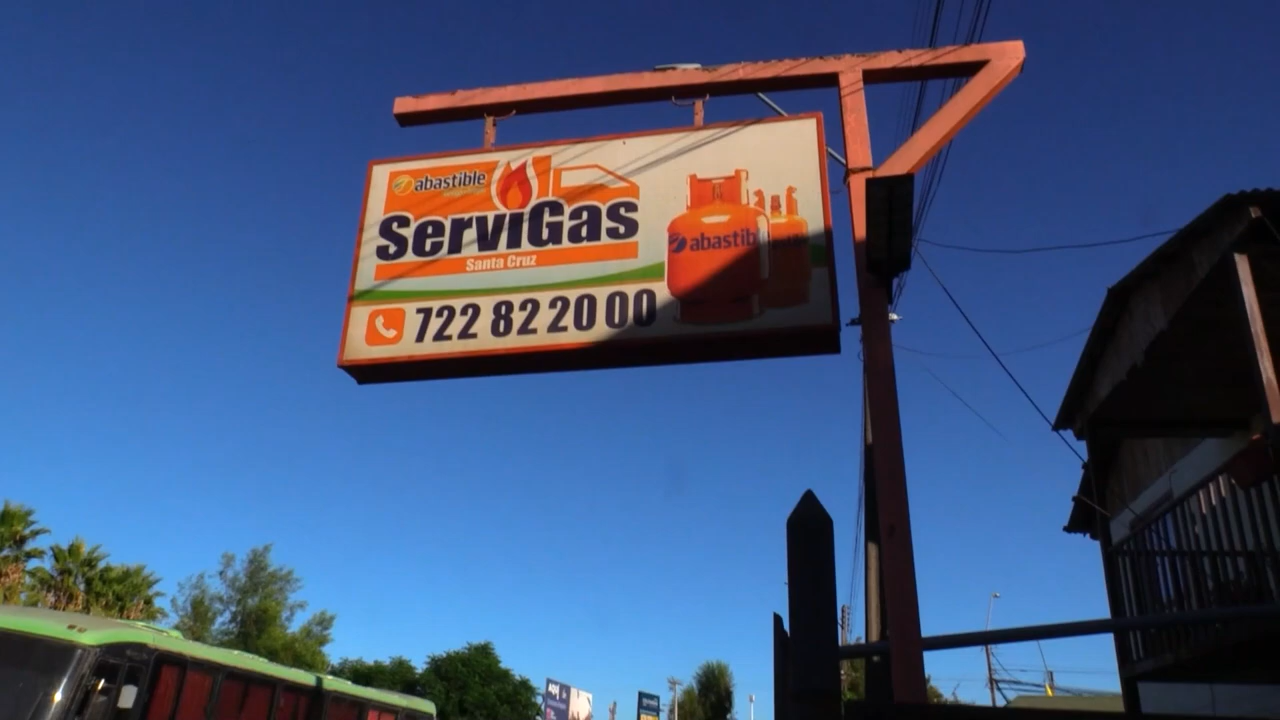 abastible
ServiGas
Santa Cruz
722 82 20 00
abastib